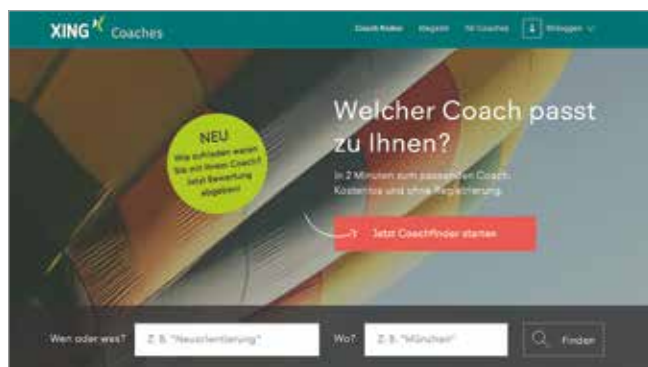 XING Coaches
Coach finden Magazin für Coaches Einloggen
Welcher Coach passt
zu Ihnen?
NEU
Wie zufrieden waren
Sie mit Ihrem Coach?
Jetzt Bewertung
abgeben!
In 2 Minuten zum passenden Coach.
Kostenlos und ohne Registrierung.
Jetzt Coachfinder starten
Wen oder was? Z. B. "Neuorientierung" Wo? Z. B. "München" Finden